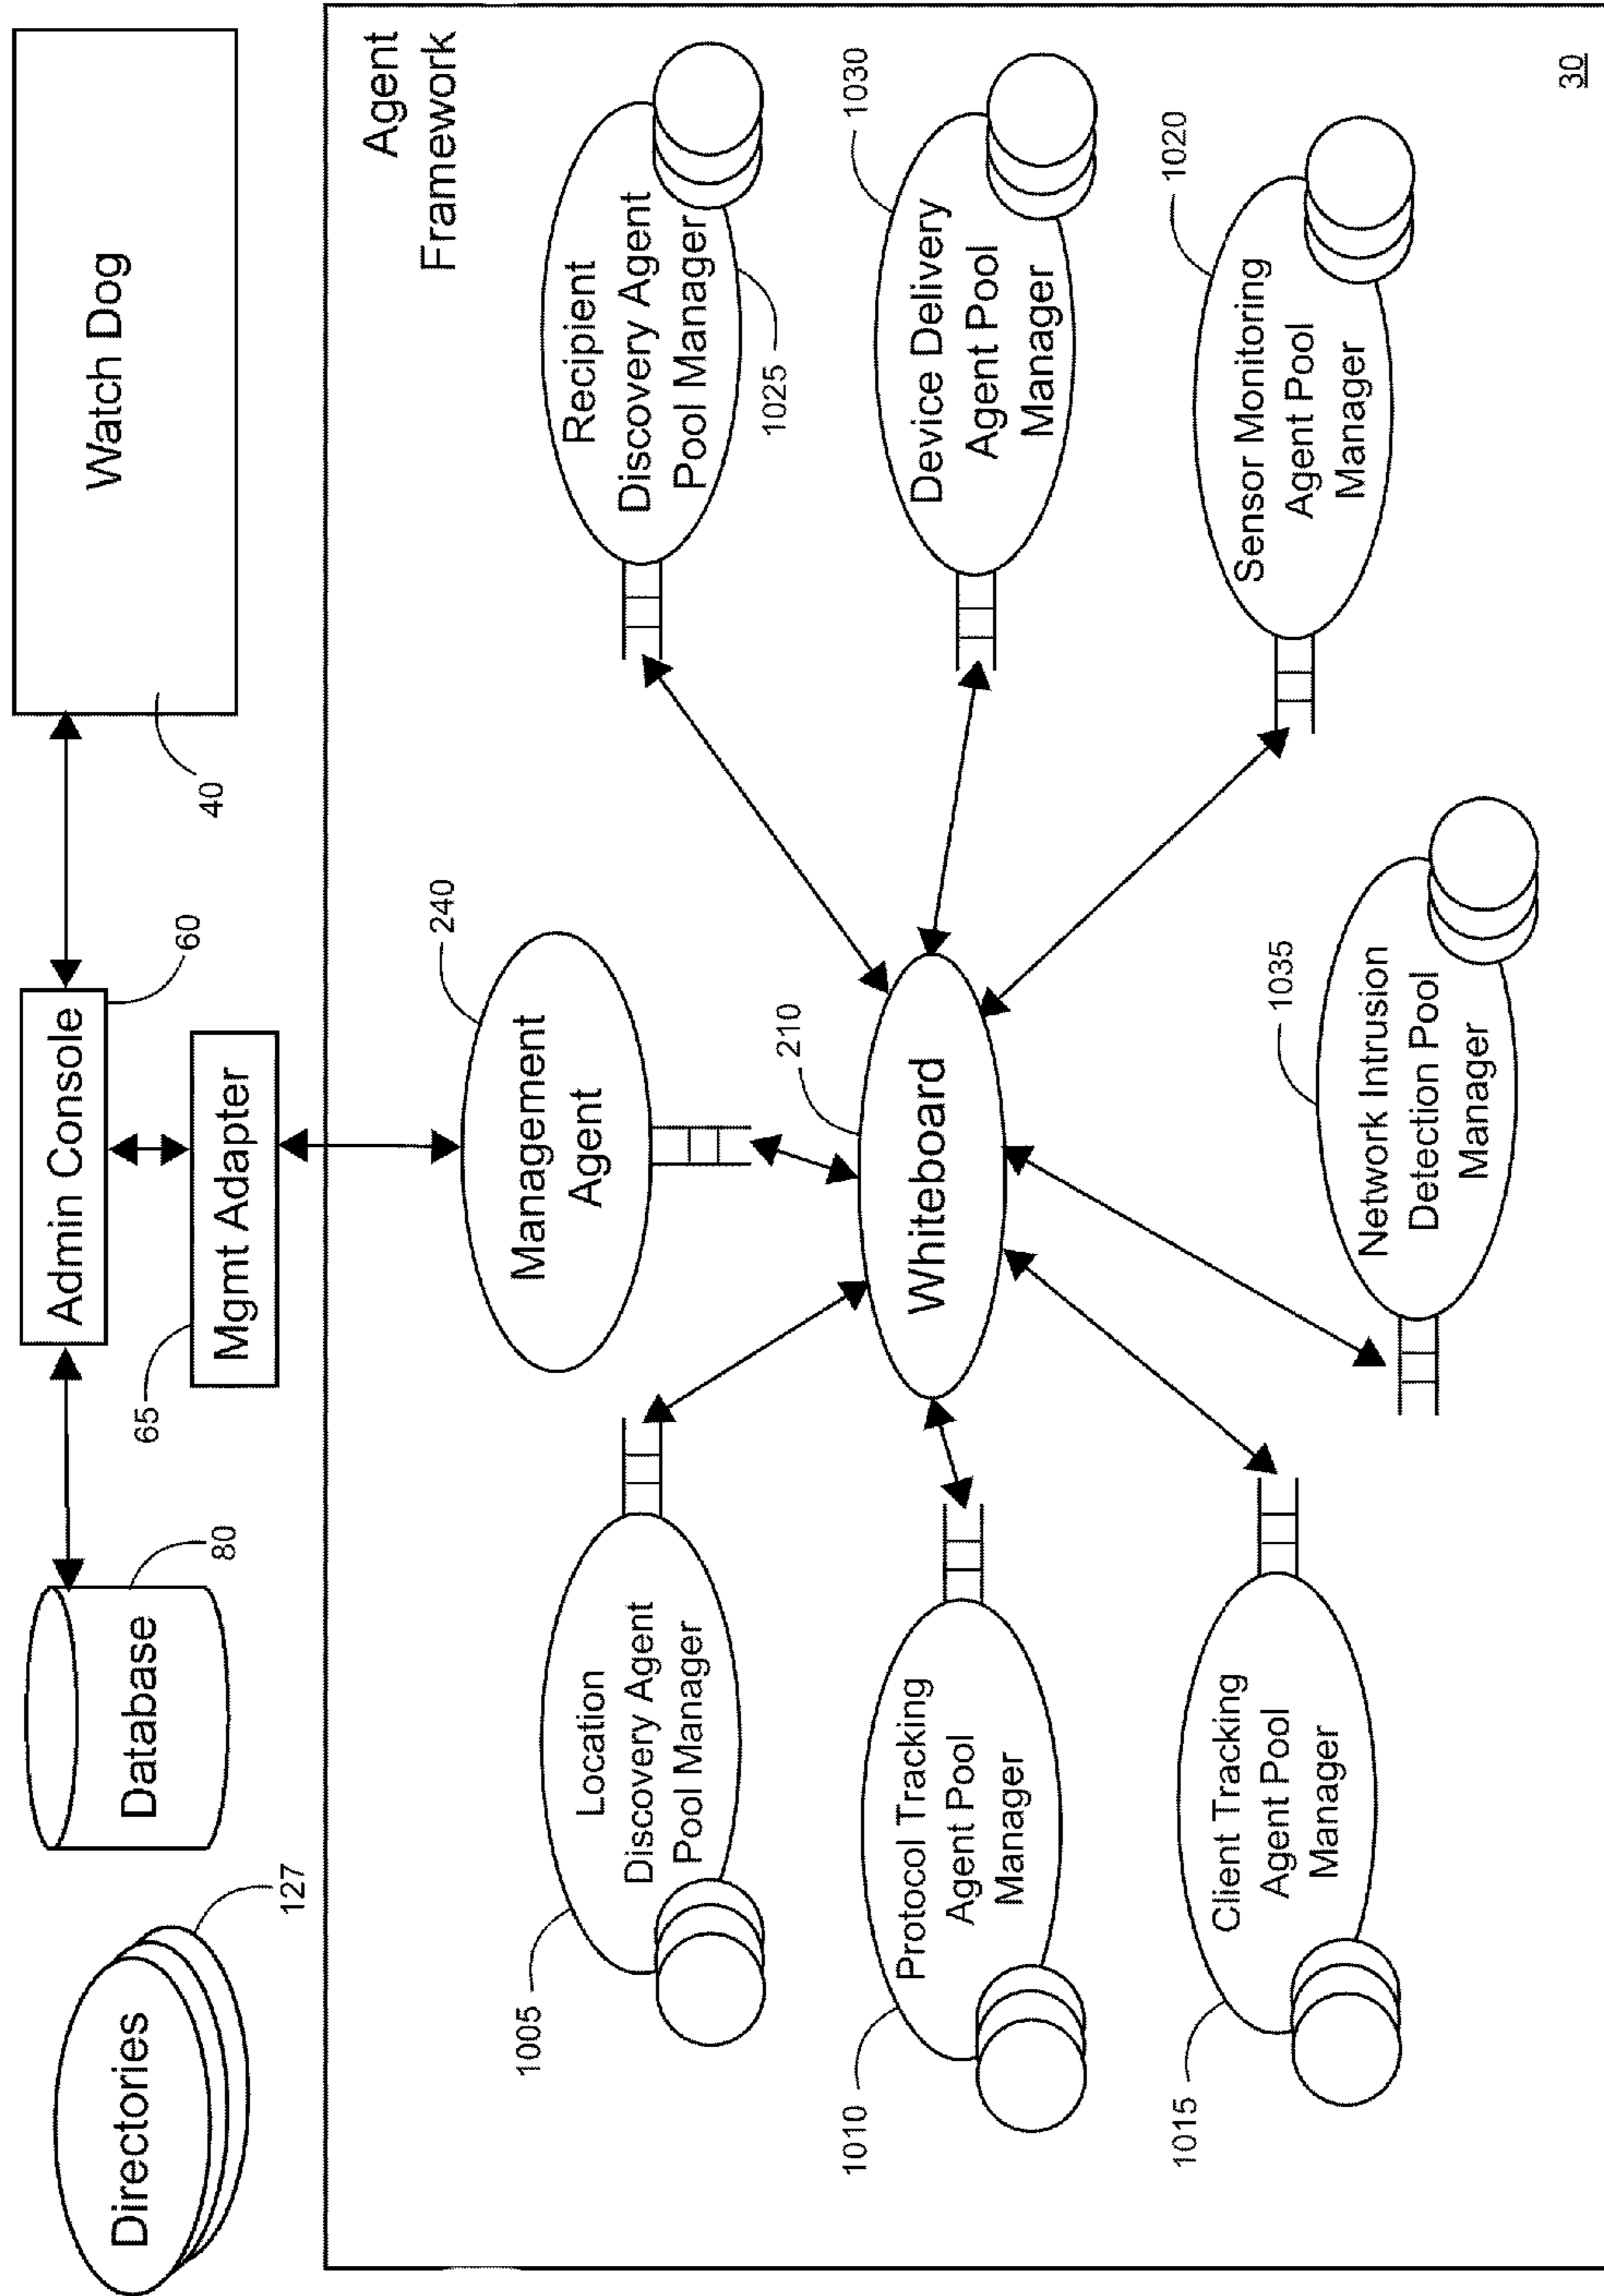 Directories
127
Database
80
Admin Console
60
65
Mgmt Adapter
Watch Dog
40
Agent
Framework
240
Management
Agent
1005
Location
Discovery Agent
Pool Manager
Recipient
Discovery Agent
Pool Manager
1025
210
Whiteboard
1010
Protocol Tracking
Agent Pool
Manager
1030
Device Delivery
Agent Pool
Manager
1015
Client Tracking
Agent Pool
Manager
1035
Network Intrusion
Detection Pool
Manager
1020
Sensor Monitoring
Agent Pool
Manager
30